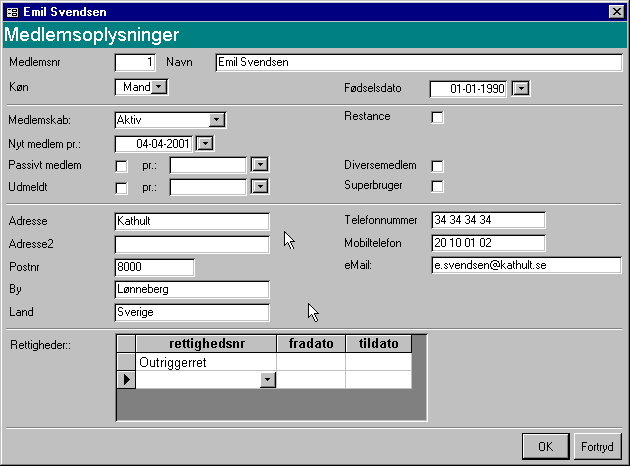 Emil Svendsen
Medlemsoplysninger
Medlemsnr 1 Navn Emil Svendsen
Køn Mand Fødselsdato 01-01-1990
Medlemskab: Aktiv Restance
Nyt medlem pr.: 04-04-2001
Passivt medlem pr.: Diversemedlem
Udmeldt pr.: Superbruger
Adresse Kathult Telefonnummer 34 34 34 34
Adresse2 Mobiltelefon 20 10 01 02
Postnr 8000 eMail: e.svendsen@kathult.se
By Lønneberg
Land Sverige
Rettigheder:: rettighedsnr fradato tildato
Outriggerret
OK Fortryd